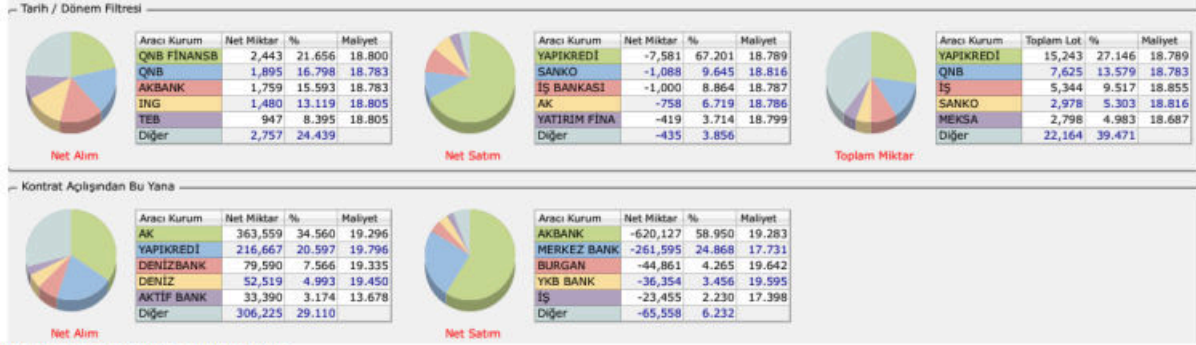 Tarih / Dönem Filtresi
Aracı Kurum Net Miktar % Maliyet
QNB FİNANSB 2,443 21.656 18.800
QNB 1,895 16.798 18.783
AKBANK 1,759 15.593 18.783
ING 1,480 13.119 18.805
TEB 947 8.395 18.805
Diğer 2,757 24.439
Net Alım
Aracı Kurum Net Miktar % Maliyet
YAPIKREDİ -7,581 67.201 18.789
SANKO -1,088 9.645 18.816
İŞ BANKASI -1,000 8.864 18.787
AK -758 6.719 18.786
YATIRIM FİNA -419 3.714 18.799
Diğer -435 3.856
Net Satım
Aracı Kurum Toplam Lot % Maliyet
YAPIKREDİ 15,243 27.146 18.789
QNB 7,625 13.579 18.783
İŞ 5,344 9.517 18.855
SANKO 2,978 5.303 18.816
MEKSA 2,798 4.983 18.687
Diğer 22,164 39.471
Toplam Miktar
Kontrat Açılışından Bu Yana
Aracı Kurum Net Miktar % Maliyet
AK 363,559 34.560 19.296
YAPIKREDİ 216,667 20.597 19.796
DENİZBANK 79,590 7.566 19.335
DENİZ 52,519 4.993 19.450
AKTİF BANK 33,390 3.174 13.678
Diğer 306,225 29.110
Net Alım
Aracı Kurum Net Miktar % Maliyet
AKBANK -620,127 58.950 19.283
MERKEZ BANK -261,595 24.868 17.731
BURGAN -44,861 4.265 19.642
YKB BANK -36,354 3.456 19.595
İŞ -23,455 2.230 17.398
Diğer -65,558 6.232
Net Satım